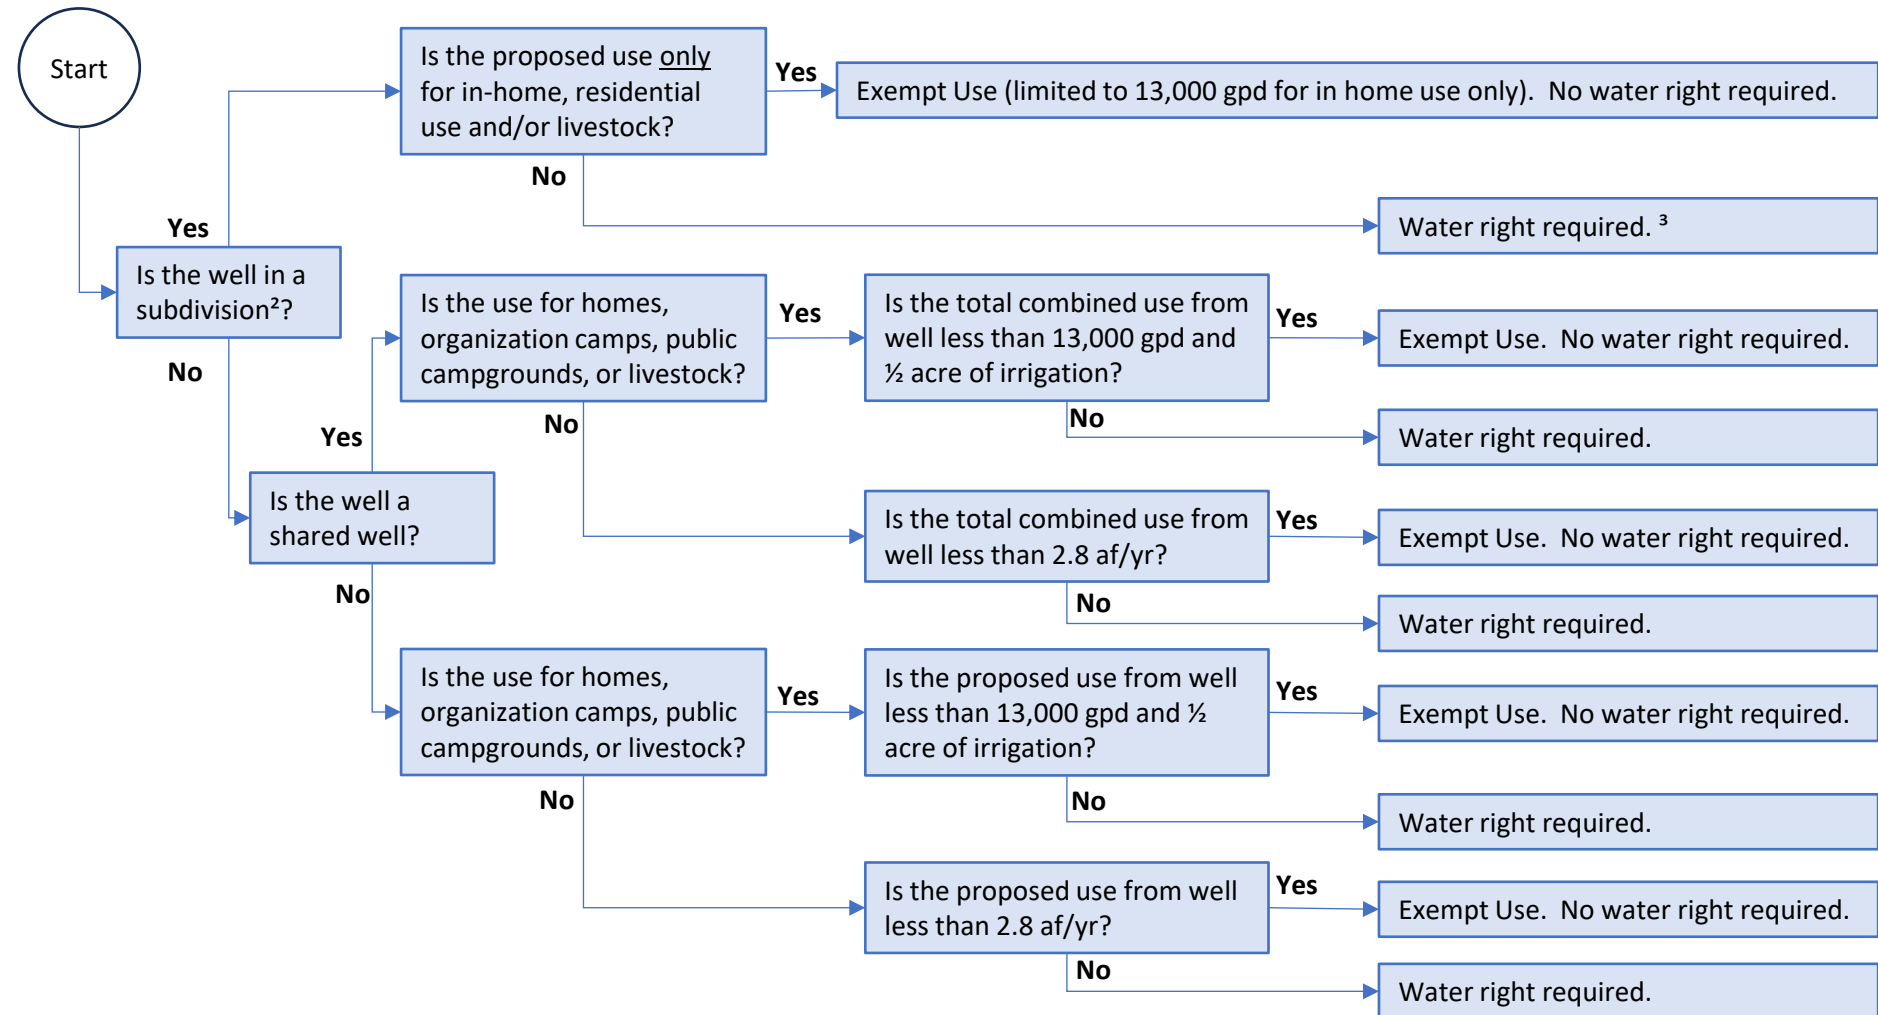 Start
Is the proposed use only
for in-home, residential
use and/or livestock?
Yes
Exempt Use (limited to 13,000 gpd for in home use only).  No water right required.
No
Water right required. ³
Yes
Is the well in a
subdivision²?
No
Is the use for homes,
organization camps, public
campgrounds, or livestock?
Yes
Is the total combined use from
well less than 13,000 gpd and
½ acre of irrigation?
Yes
Exempt Use.  No water right required.
No
Water right required.
Yes
Is the well a
shared well?
No
No
Is the total combined use from
well less than 2.8 af/yr?
Yes
Exempt Use.  No water right required.
No
Water right required.
Is the use for homes,
organization camps, public
campgrounds, or livestock?
Yes
Is the proposed use from well
less than 13,000 gpd and ½
acre of irrigation?
Yes
Exempt Use.  No water right required.
No
Water right required.
No
Is the proposed use from well
less than 2.8 af/yr?
Yes
Exempt Use.  No water right required.
No
Water right required.